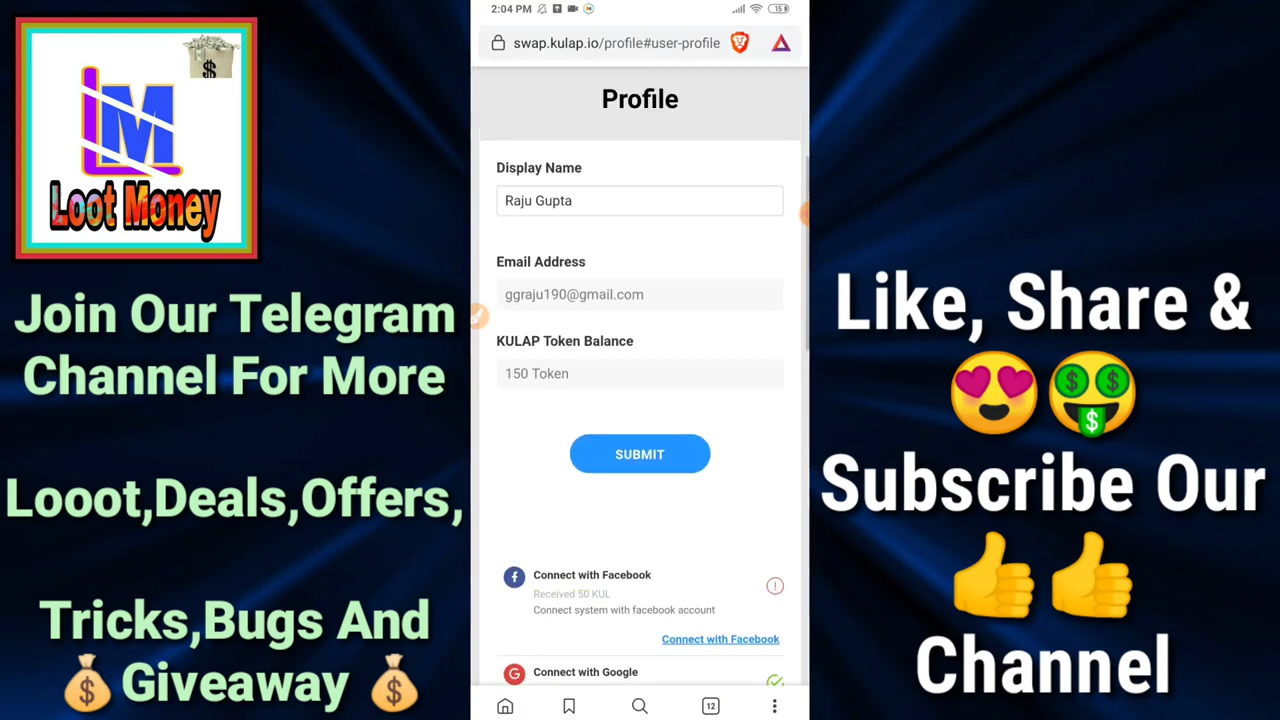 LM
Loot Money
Join Our Telegram
Channel For More
Looot,Deals,Offers,
Tricks,Bugs And
Giveaway
2:04 PM
15
swap.kulap.io/profile#user-profile
Profile
Display Name
Raju Gupta
Email Address
ggraju190@gmail.com
KULAP Token Balance
150 Token
SUBMIT
Connect with Facebook
Received 50 KUL
Connect system with facebook account
Connect with Facebook
Connect with Google
12
Like, Share &
Subscribe Our
Channel